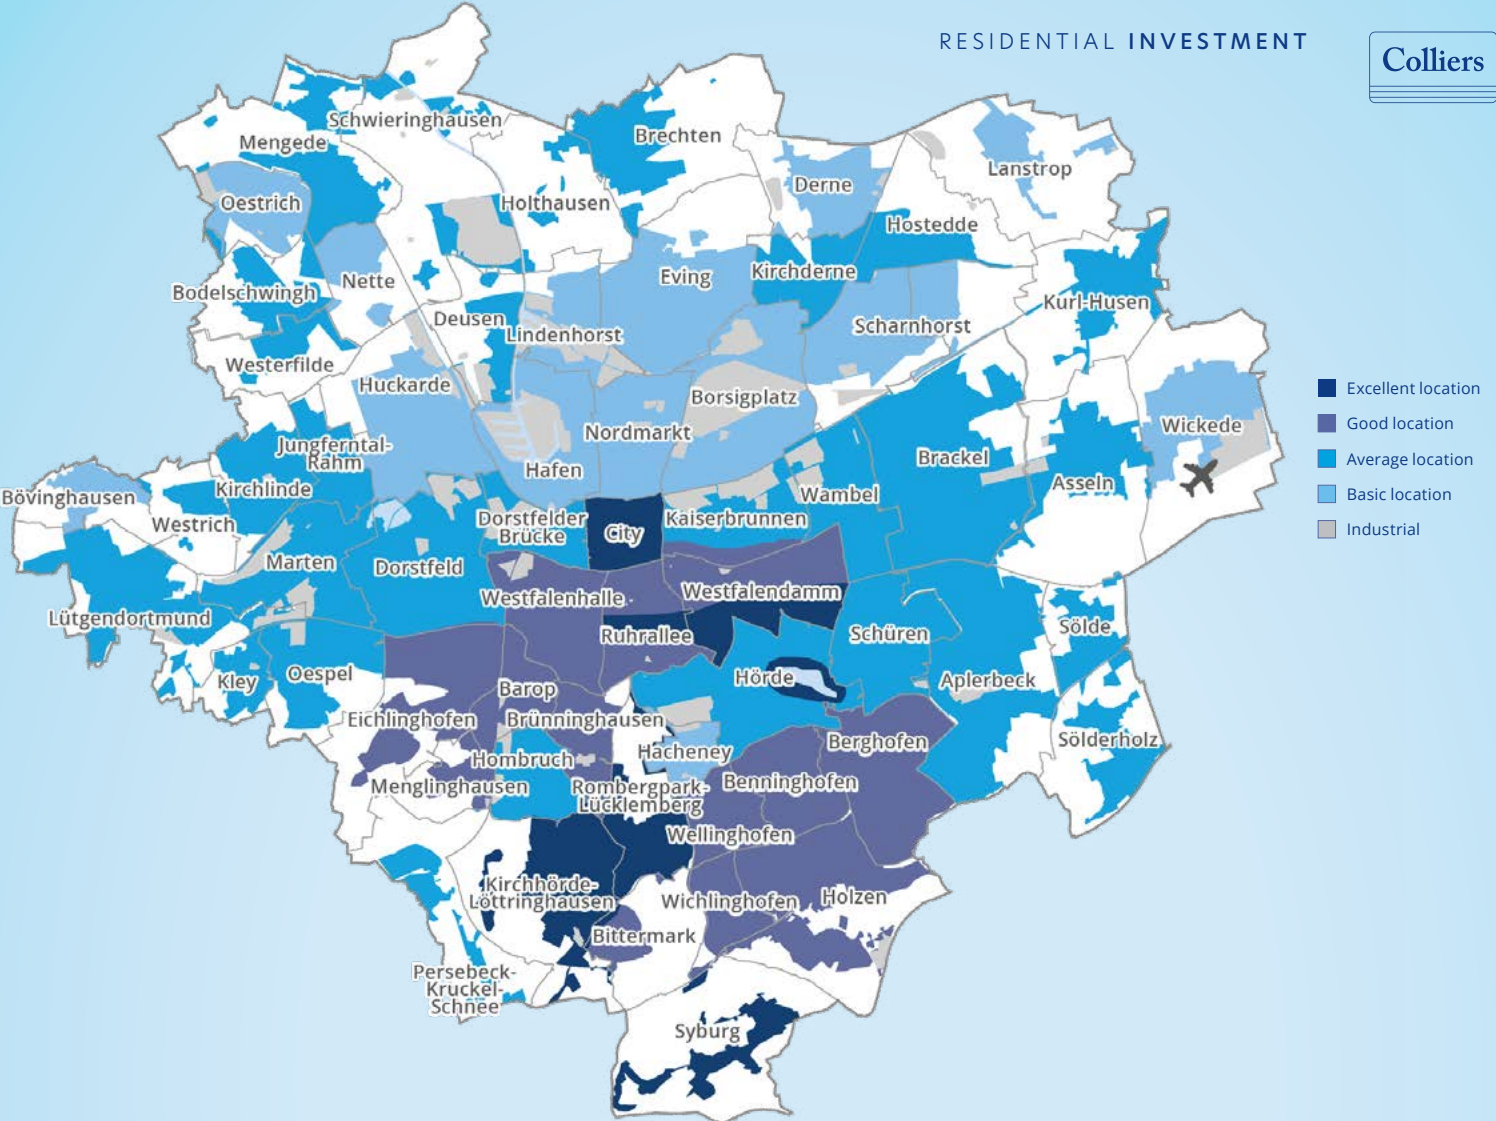 RESIDENTIAL INVESTMENT
Colliers
Schwieringhausen
Mengede
Brechten
Lanstrop
Derne
Oestrich
Holthausen
Hostedde
Kirchderne
Eving
Nette
Bodelschwingh
Kurl-Husen
Deusen
Lindenhorst
Scharnhorst
Westerfilde
Huckarde
Borsigplatz
Nordmarkt
Wickede
Jungferntal-
Rahm
Hafen
Brackel
Asseln
Kirchlinde
Bövinghausen
Wambel
Westrich
Dorstfelder
Brücke
City
Kaiserbrunnen
Marten
Dorstfeld
Westfalenhalle
Westfalendamm
Lütgendortmund
Ruhrallee
Schüren
Sölde
Kley
Oespel
Hörde
Aplerbeck
Barop
Eichlinghofen
Brünninghausen
Hacheney
Berghofen
Sölderholz
Hombruch
Menglinghausen
Rombergpark-
Lücklemberg
Benninghofen
Wellinghofen
Kirchhörde-
Löttringhausen
Wichlinghofen
Holzen
Bittermark
Persebeck-
Kruckel-
Schnee
Syburg
Excellent location
Good location
Average location
Basic location
Industrial